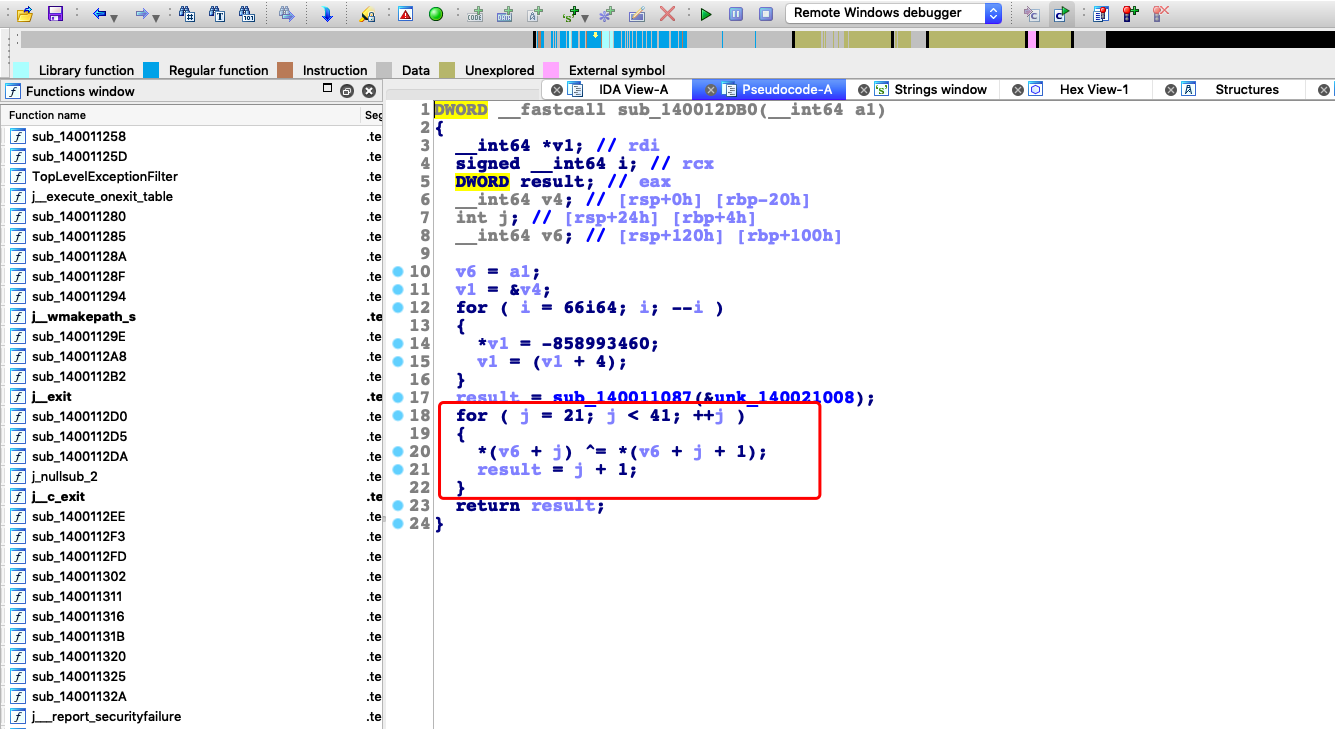 Remote Windows debugger
Library function Regular function Instruction Data Unexplored External symbol
Functions window
IDA View-A
Pseudocode-A
Strings window
Hex View-1
Structures
Function name Seg
sub_140011258 .te
sub_14001125D .te
TopLevelExceptionFilter .te
j__execute_onexit_table .te
sub_140011280 .te
sub_140011285 .te
sub_14001128A .te
sub_14001128F .te
sub_140011294 .te
j__wmakepath_s .te
sub_14001129E .te
sub_1400112A8 .te
sub_1400112B2 .te
j__exit .te
sub_1400112D0 .te
sub_1400112D5 .te
sub_1400112DA .te
j_nullsub_2 .te
j__c_exit .te
sub_1400112EE .te
sub_1400112F3 .te
sub_1400112FD .te
sub_140011302 .te
sub_140011311 .te
sub_140011316 .te
sub_14001131B .te
sub_140011320 .te
sub_140011325 .te
sub_14001132A .te
j___report_securityfailure .te
1 DWORD __fastcall sub_140012DB0(__int64 a1)
2 {
3 __int64 *v1; // rdi
4 signed __int64 i; // rcx
5 DWORD result; // eax
6 __int64 v4; // [rsp+0h] [rbp-20h]
7 int j; // [rsp+24h] [rbp+4h]
8 __int64 v6; // [rsp+120h] [rbp+100h]
9
10 v6 = a1;
11 v1 = &v4;
12 for ( i = 66i64; i; --i )
13 {
14 *v1 = -858993460;
15 v1 = (v1 + 4);
16 }
17 result = sub_140011087(&unk_140021008);
18 for ( j = 21; j < 41; ++j )
19 {
20 *(v6 + j) ^= *(v6 + j + 1);
21 result = j + 1;
22 }
23 return result;
24 }